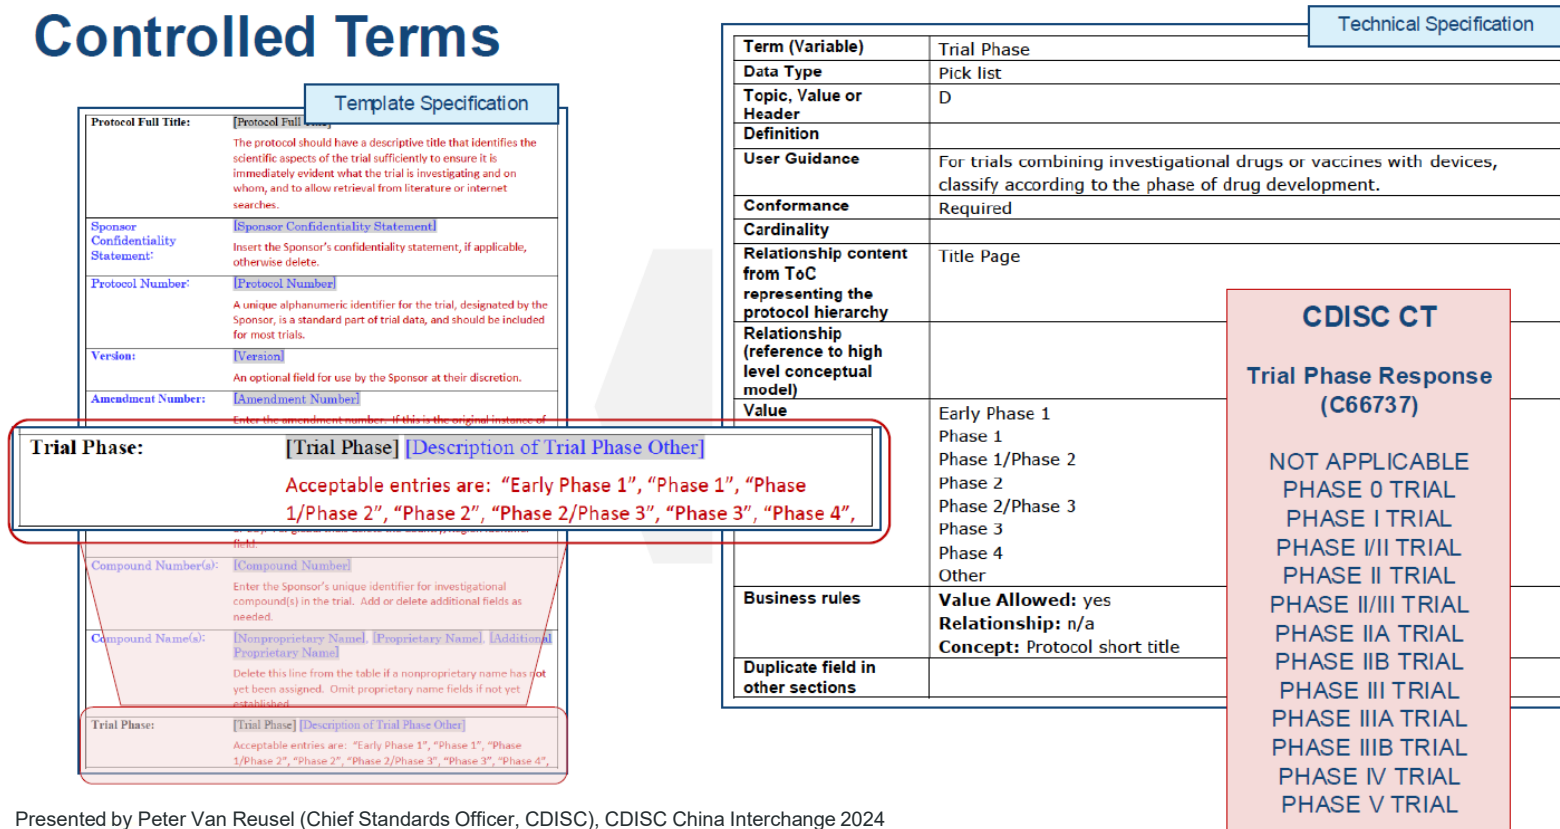 Controlled Terms
Template Specification
Protocol Full Title:
[Protocol Full
The protocol should have a descriptive title that identifies the
scientific aspects of the trial sufficiently to ensure it is
immediately evident what the trial is investigating and on
whom, and to allow retrieval from literature or internet
searches.
Sponsor
Confidentiality
Statement:
[Sponsor Confidentiality Statement]
Insert the Sponsor's confidentiality statement, if applicable,
otherwise delete.
Protocol Number:
[Protocol Number]
A unique alphanumeric identifier for the trial, designated by the
Sponsor, is a standard part of trial data, and should be included
for most trials.
Version:
[Version]
An optional field for use by the Sponsor at their discretion.
Amendment Number:
[Amendment Number]
Enter the amendment number. If this is the original instance of
Trial Phase:
[Trial Phase] [Description of Trial Phase Other]
Acceptable entries are: "Early Phase 1", "Phase 1", "Phase
1/Phase 2", "Phase 2", "Phase 2/Phase 3", "Phase 3", "Phase 4",
field.
Compound Number(s):
[Compound Number]
Enter the Sponsor's unique identifier for investigational
compound(s) in the trial. Add or delete additional fields as
needed.
Compound Name(s):
[Nonproprietary Name], [Proprietary Name], [Additional
Proprietary Name]
Delete this line from the table if a nonproprietary name has not
yet been assigned. Omit proprietary name fields if not yet
established.
Trial Phase:
[Trial Phase] [Description of Trial Phase Other]
Acceptable entries are: "Early Phase 1", "Phase 1", "Phase
1/Phase 2", "Phase 2", "Phase 2/Phase 3", "Phase 3", "Phase 4",
Technical Specification
Term (Variable)
Trial Phase
Data Type
Pick list
Topic, Value or
Header
D
Definition
User Guidance
For trials combining investigational drugs or vaccines with devices,
classify according to the phase of drug development.
Conformance
Required
Cardinality
Relationship content
from ToC
representing the
protocol hierarchy
Title Page
Relationship
(reference to high
level conceptual
model)
Value
Early Phase 1
Phase 1
Phase 1/Phase 2
Phase 2
Phase 2/Phase 3
Phase 3
Phase 4
Other
Business rules
Value Allowed: yes
Relationship: n/a
Concept: Protocol short title
Duplicate field in
other sections
CDISC CT
Trial Phase Response
(C66737)
NOT APPLICABLE
PHASE 0 TRIAL
PHASE I TRIAL
PHASE I/II TRIAL
PHASE II TRIAL
PHASE II/III TRIAL
PHASE IIA TRIAL
PHASE IIB TRIAL
PHASE III TRIAL
PHASE IIIA TRIAL
PHASE IIIB TRIAL
PHASE IV TRIAL
PHASE V TRIAL
Presented by Peter Van Reusel (Chief Standards Officer, CDISC), CDISC China Interchange 2024